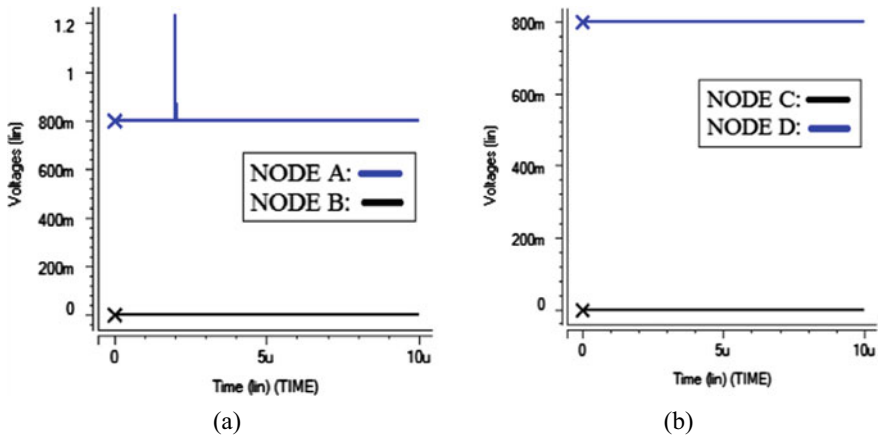 1.2
1
800m
600m
400m
200m
0
Voltages (lin)
NODE A:
NODE B:
0
5u
10u
Time (lin) (TIME)
(a)
800m
600m
400m
200m
0
Voltages (lin)
NODE C:
NODE D:
0
5u
10u
Time (lin) (TIME)
(b)